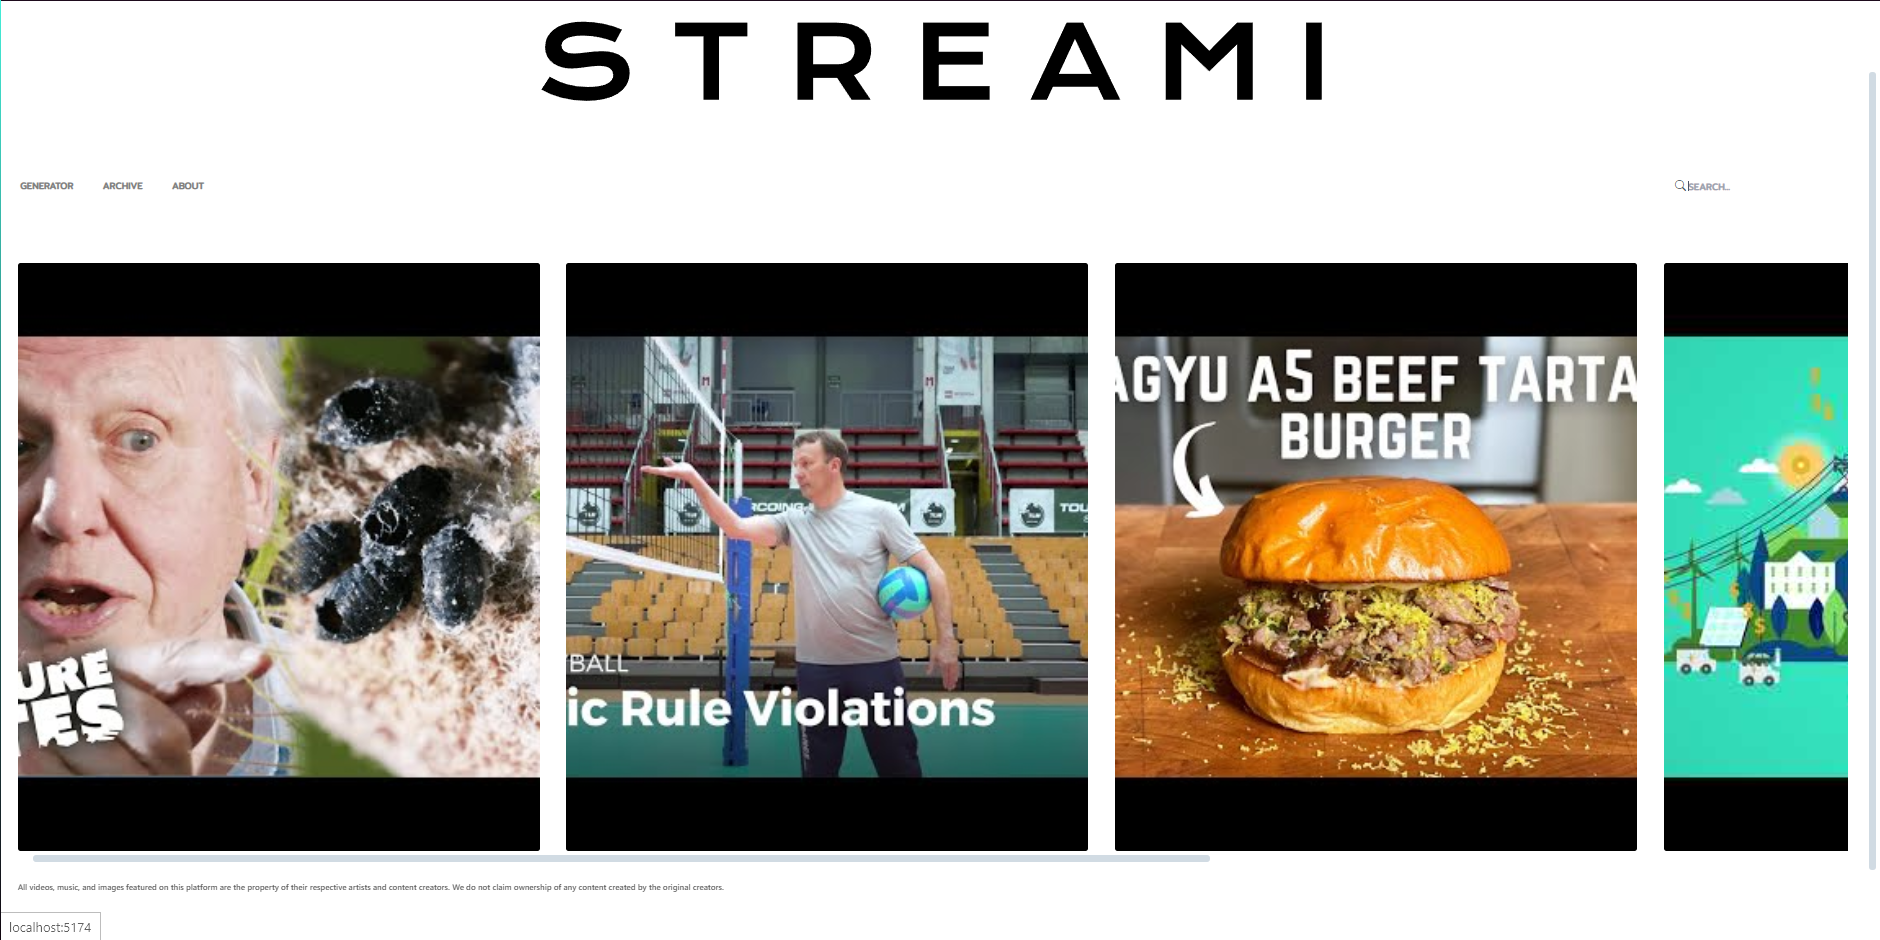 STREAMI
GENERATOR ARCHIVE ABOUT
SEARCH...
URE
TES
BALL
ic Rule Violations
RCOING-
M
TOU
AGYU A5 BEEF TARTA
BURGER
All videos, music, and images featured on this platform are the property of their respective artists and content creators. We do not claim ownership of any content created by the original creators.
localhost:5174